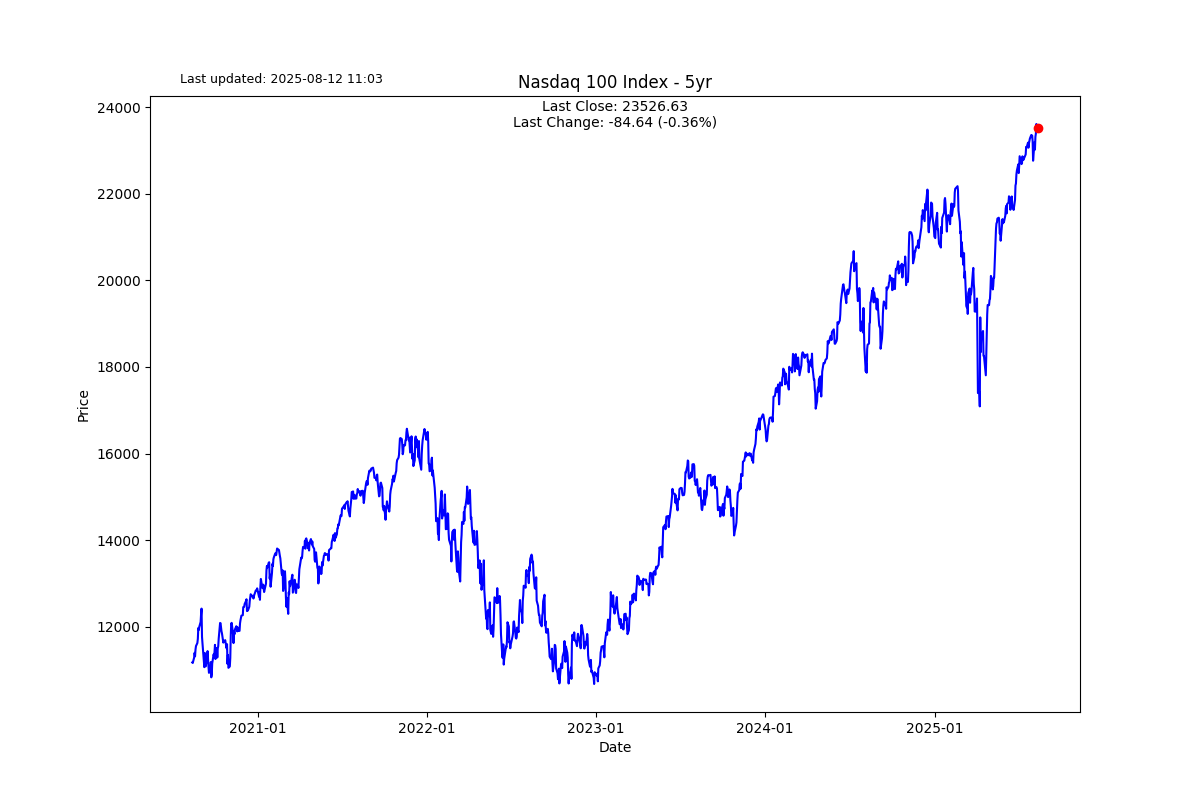 Last updated: 2025-08-12 11:03
Nasdaq 100 Index - 5yr
Last Close: 23526.63
Last Change: -84.64 (-0.36%)
24000
22000
20000
18000
16000
14000
12000
Price
2021-01
2022-01
2023-01
2024-01
2025-01
Date